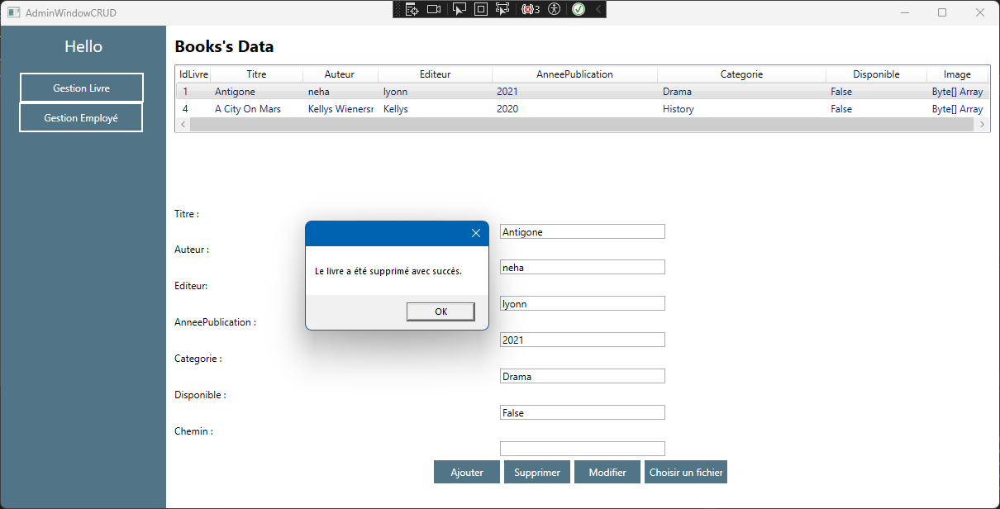 AdminWindowCRUD
3
Hello
Gestion Livre
Gestion Employé
Books's Data
IdLivre Titre Auteur Editeur AnneePublication Categorie Disponible Image
1 Antigone neha lyonn 2021 Drama False Byte[] Array
4 A City On Mars Kellys Wienersr Kellys 2020 History False Byte[] Array
Titre :
Antigone
Auteur :
neha
Editeur:
lyonn
AnneePublication :
2021
Categorie :
Drama
Disponible :
False
Chemin :
Le livre a été supprimé avec succès.
OK
Ajouter Supprimer Modifier Choisir un fichier